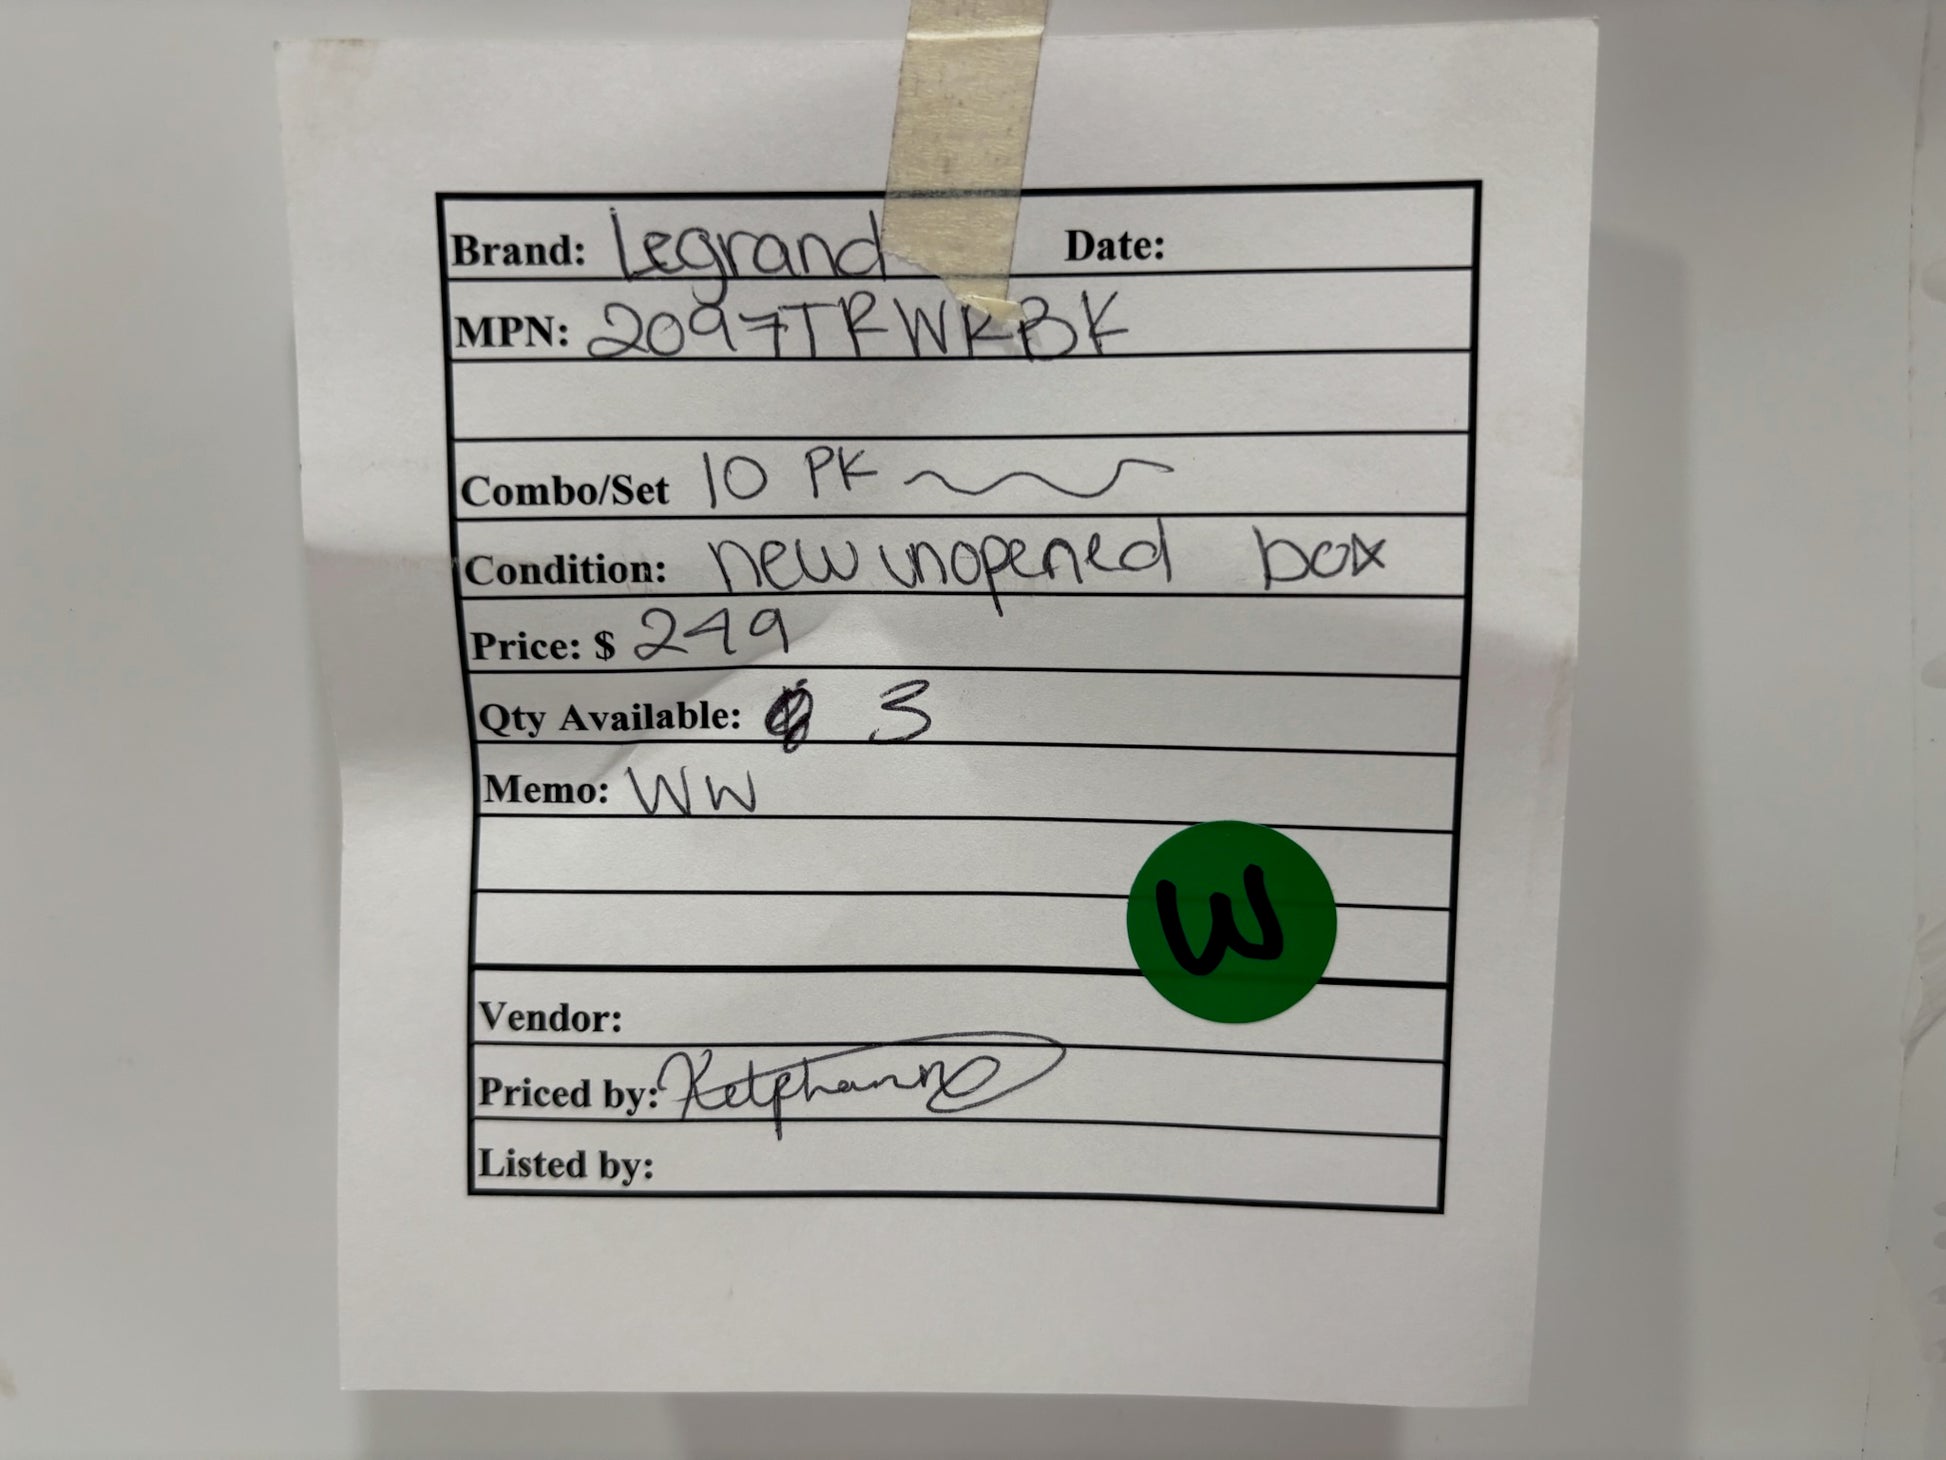 Brand: Legrand Date:
MPN: 2097TRWRBK
Combo/Set 10 PK
Condition: new unopened box
Price: $ 249
Qty Available: 3
Memo: WW
W
Vendor:
Priced by:
Listed by: